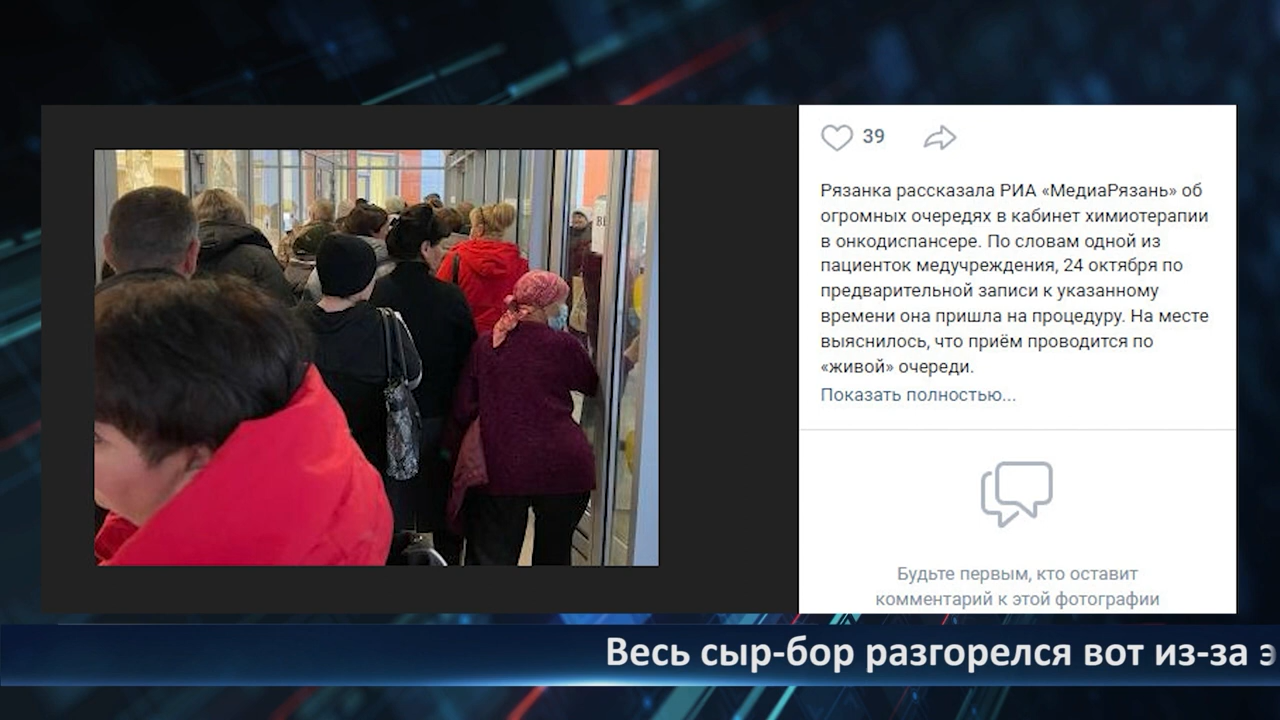 39
Рязанка рассказала РИА «МедиаРязань» об
огромных очередях в кабинет химиотерапии
в онкодиспансере. По словам одной из
пациенток медучреждения, 24 октября по
предварительной записи к указанному
времени она пришла на процедуру. На месте
выяснилось, что приём проводится по
«живой» очереди.
Показать полностью...
Будьте первым, кто оставит
комментарий к этой фотографии
Весь сыр-бор разгорелся вот из-за